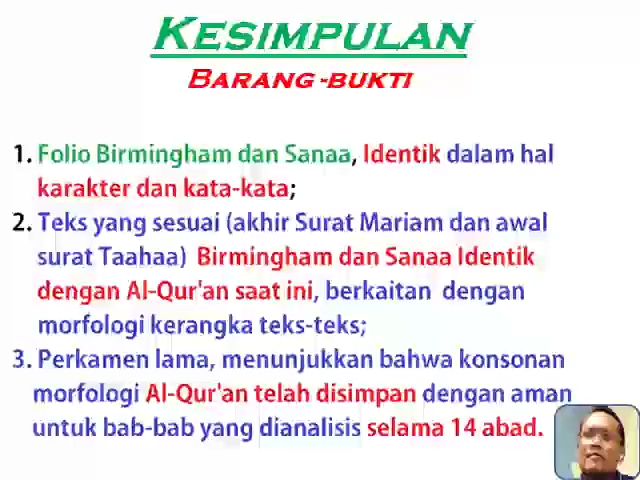 KESIMPULAN
BARANG -BUKTI
1. Folio Birmingham dan Sanaa, Identik dalam hal
karakter dan kata-kata;
2. Teks yang sesuai (akhir Surat Mariam dan awal
surat Taahaa) Birmingham dan Sanaa Identik
dengan Al-Qur'an saat ini, berkaitan dengan
morfologi kerangka teks-teks;
3. Perkamen lama, menunjukkan bahwa konsonan
morfologi Al-Qur'an telah disimpan dengan aman
untuk bab-bab yang dianalisis selama 14 abad.